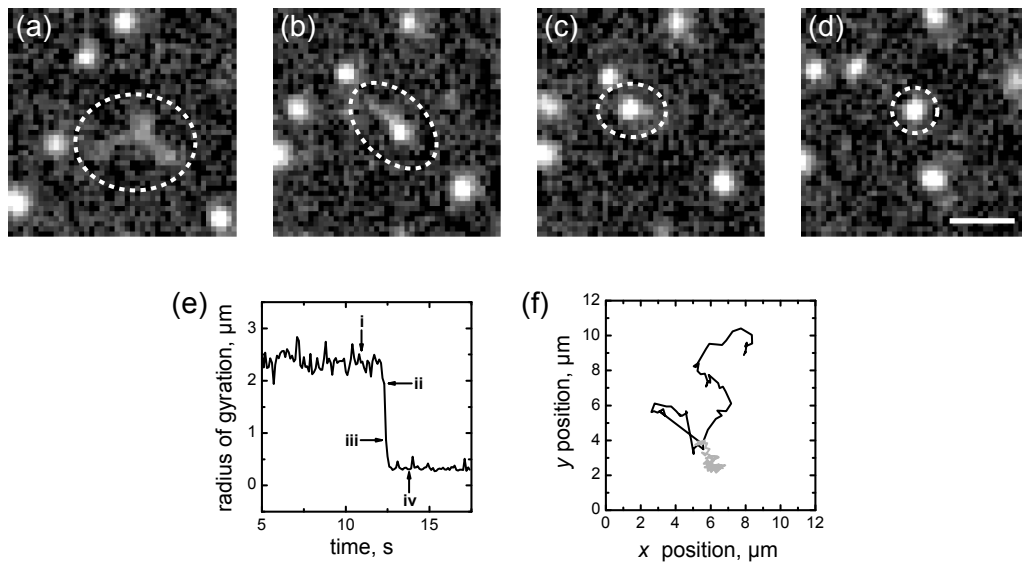 (a) (b) (c) (d)
(e) (f)
radius of gyration, µm
3
2
1
0
i
ii
iii
iv
5 10 15
time, s
y position, µm
12
10
8
6
4
2
0
0 2 4 6 8 10 12
x position, µm